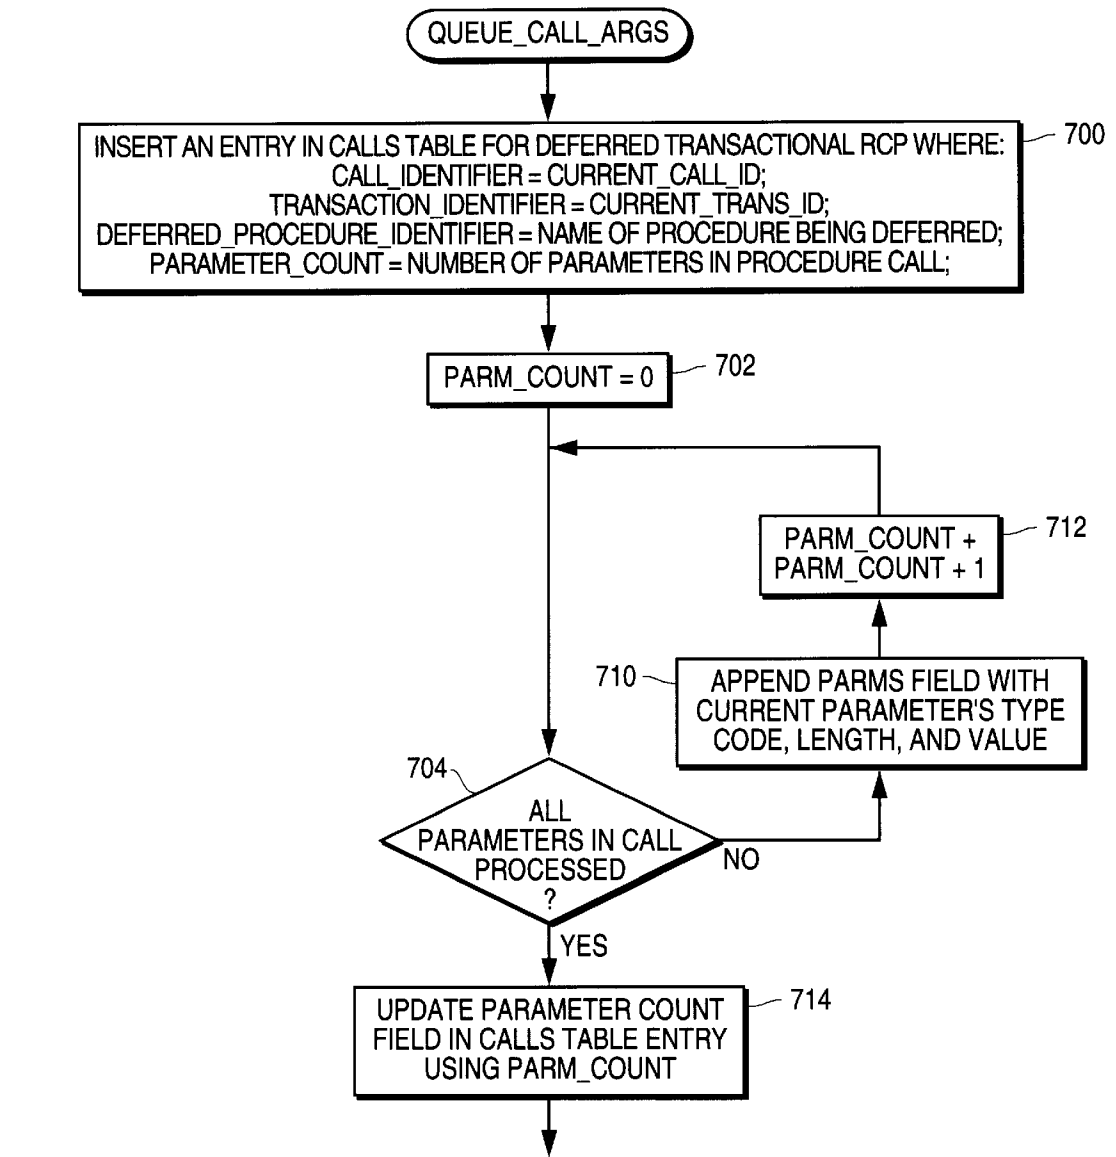 QUEUE_CALL_ARGS
INSERT AN ENTRY IN CALLS TABLE FOR DEFERRED TRANSACTIONAL RCP WHERE:
CALL_IDENTIFIER = CURRENT_CALL_ID;
TRANSACTION_IDENTIFIER = CURRENT_TRANS_ID;
DEFERRED_PROCEDURE_IDENTIFIER = NAME OF PROCEDURE BEING DEFERRED;
PARAMETER_COUNT = NUMBER OF PARAMETERS IN PROCEDURE CALL;
700
PARM_COUNT = 0
702
PARM_COUNT +
PARM_COUNT + 1
712
710
APPEND PARMS FIELD WITH
CURRENT PARAMETER'S TYPE
CODE, LENGTH, AND VALUE
704
ALL
PARAMETERS IN CALL
PROCESSED
?
NO
YES
UPDATE PARAMETER COUNT
FIELD IN CALLS TABLE ENTRY
USING PARM_COUNT
714